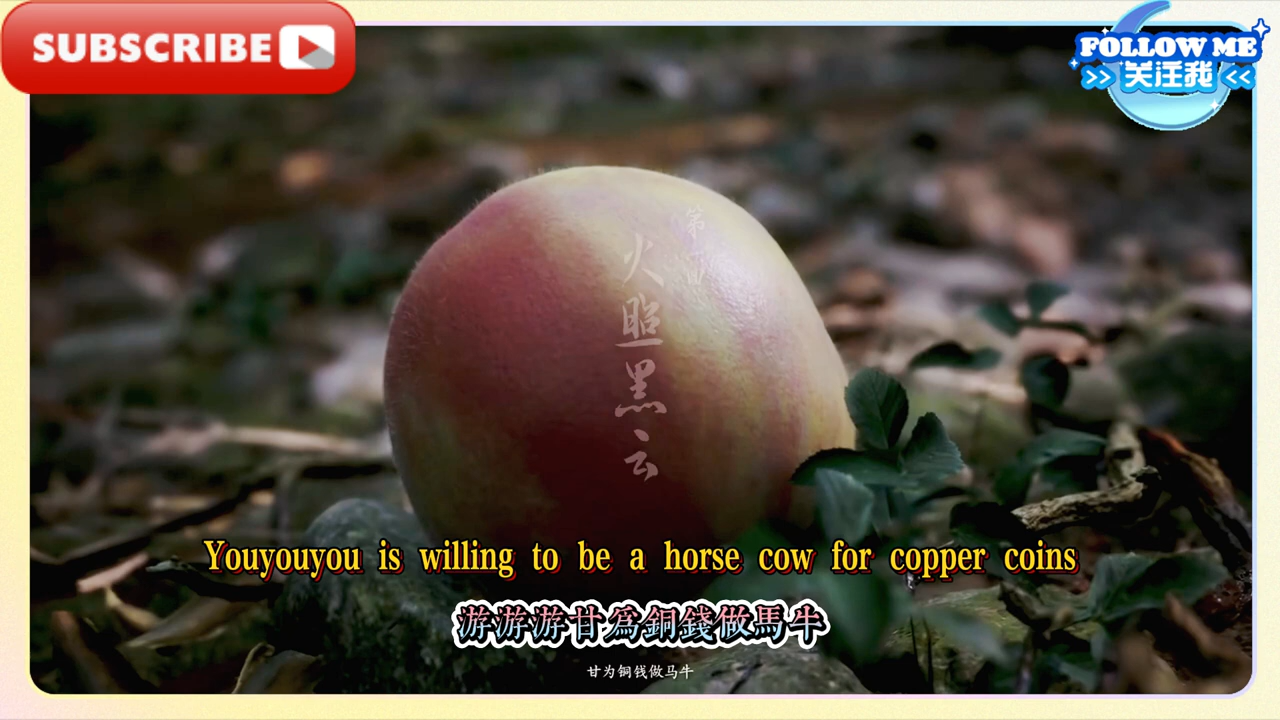 SUBSCRIBE
FOLLOW ME
>> 关注我 <<
第
火照黑云
Youyouyou is willing to be a horse cow for copper coins
游游游甘爲銅錢做馬牛
甘为铜钱做马牛